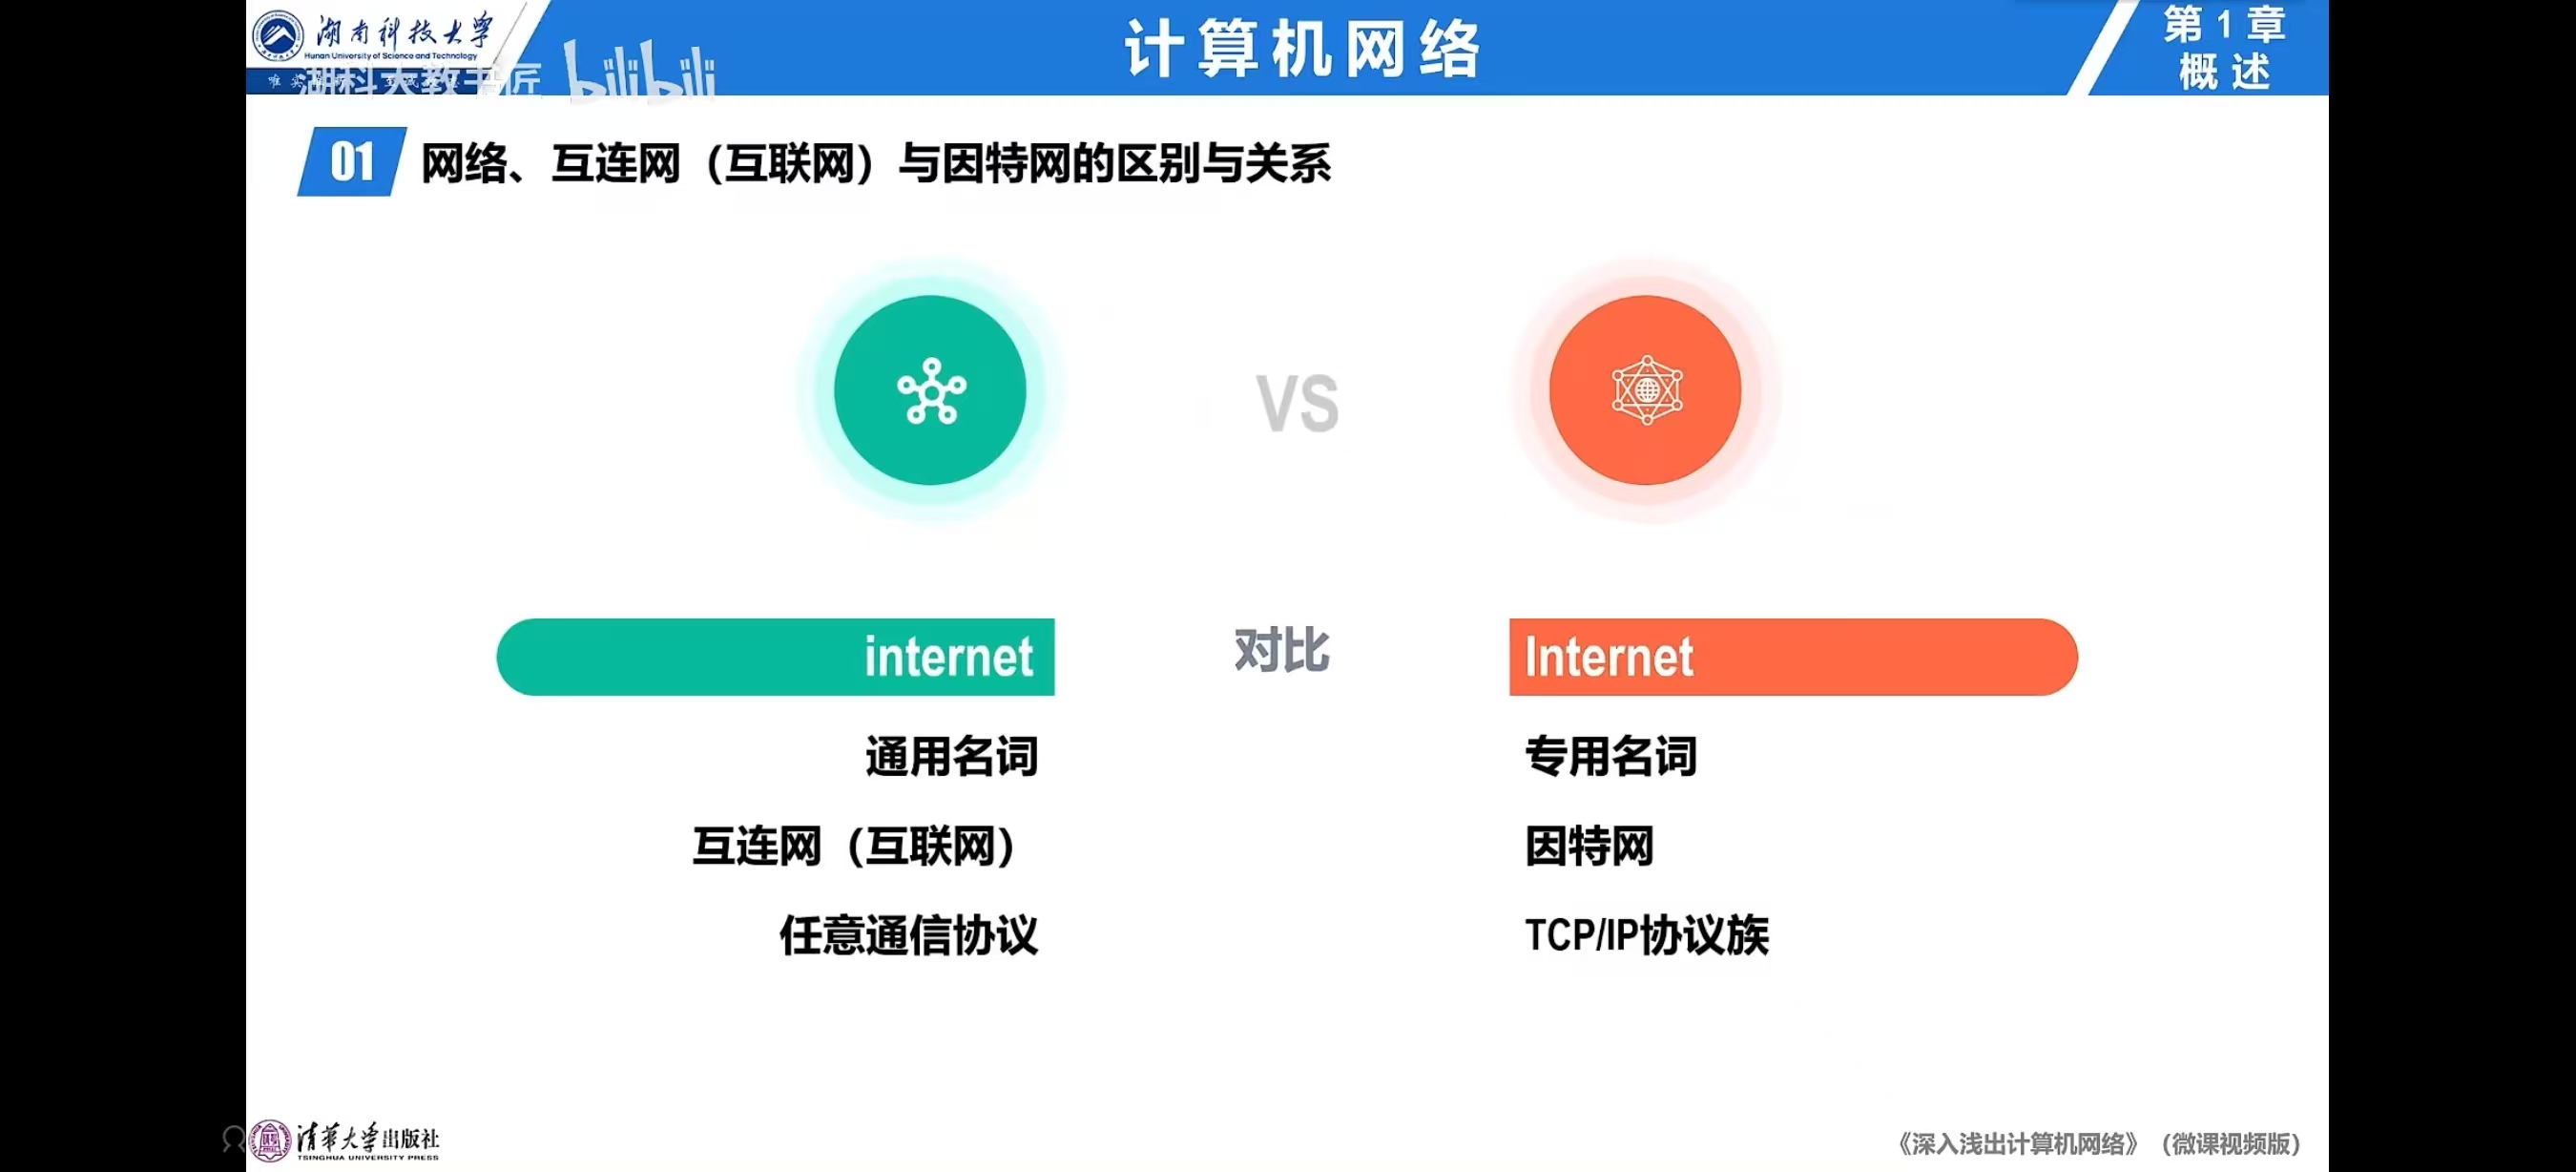 湖南科技大学
Hunan University of Science and Technology
湖科大教书匠 bilibili
计算机网络
第1章
概述
01 网络、互连网（互联网）与因特网的区别与关系
VS
internet 对比 Internet
通用名词 专用名词
互连网（互联网） 因特网
任意通信协议 TCP/IP协议族
清华大学出版社
TSINGHUA UNIVERSITY PRESS
《深入浅出计算机网络》（微课视频版）